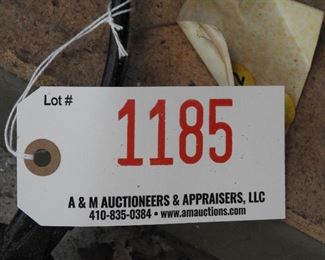 Lot #
1185
A & M AUCTIONEERS & APPRAISERS, LLC
410-835-0384 • www.amauctions.com